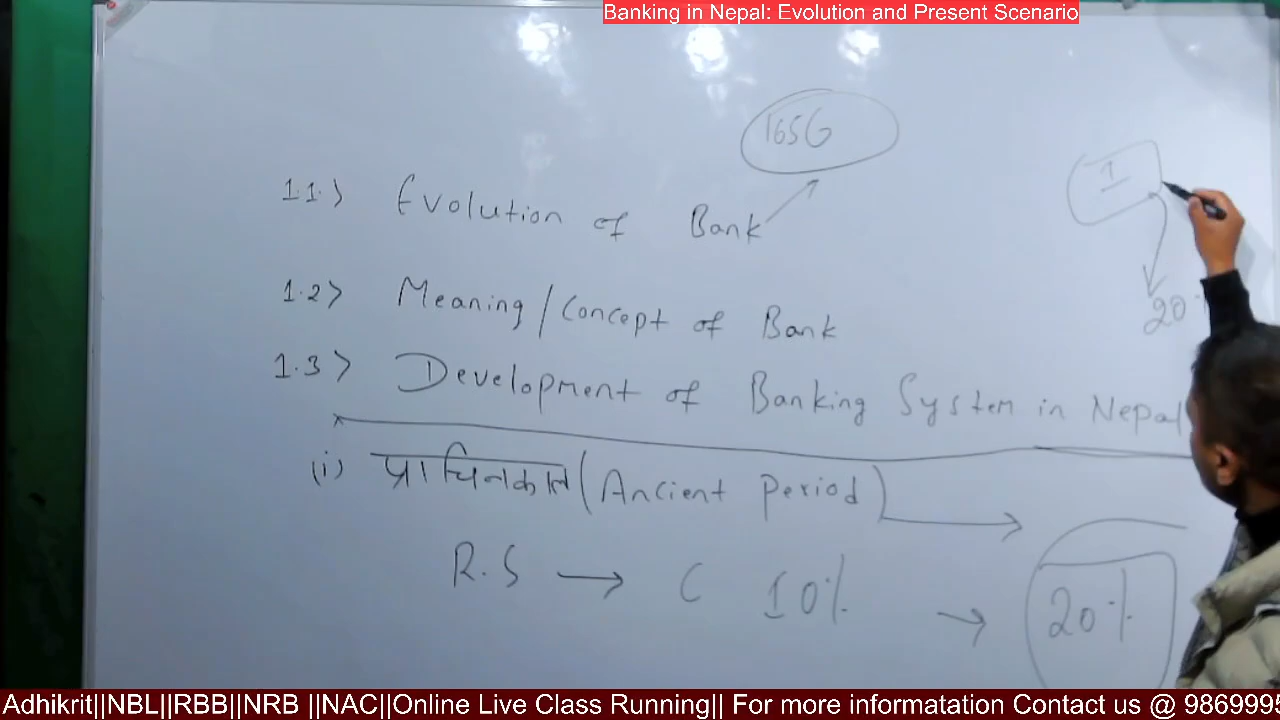 Banking in Nepal: Evolution and Present Scenario
1656
1
1.1.> Evolution of Bank
20
1.2> Meaning/Concept of Bank
1.3> Development of Banking System in Nepal
(i) प्राचिनकाल (Ancient Period)
R.S → C 10% → 20%
Adhikrit||NBL||RBB||NRB ||NAC||Online Live Class Running|| For more informatation Contact us @ 986999